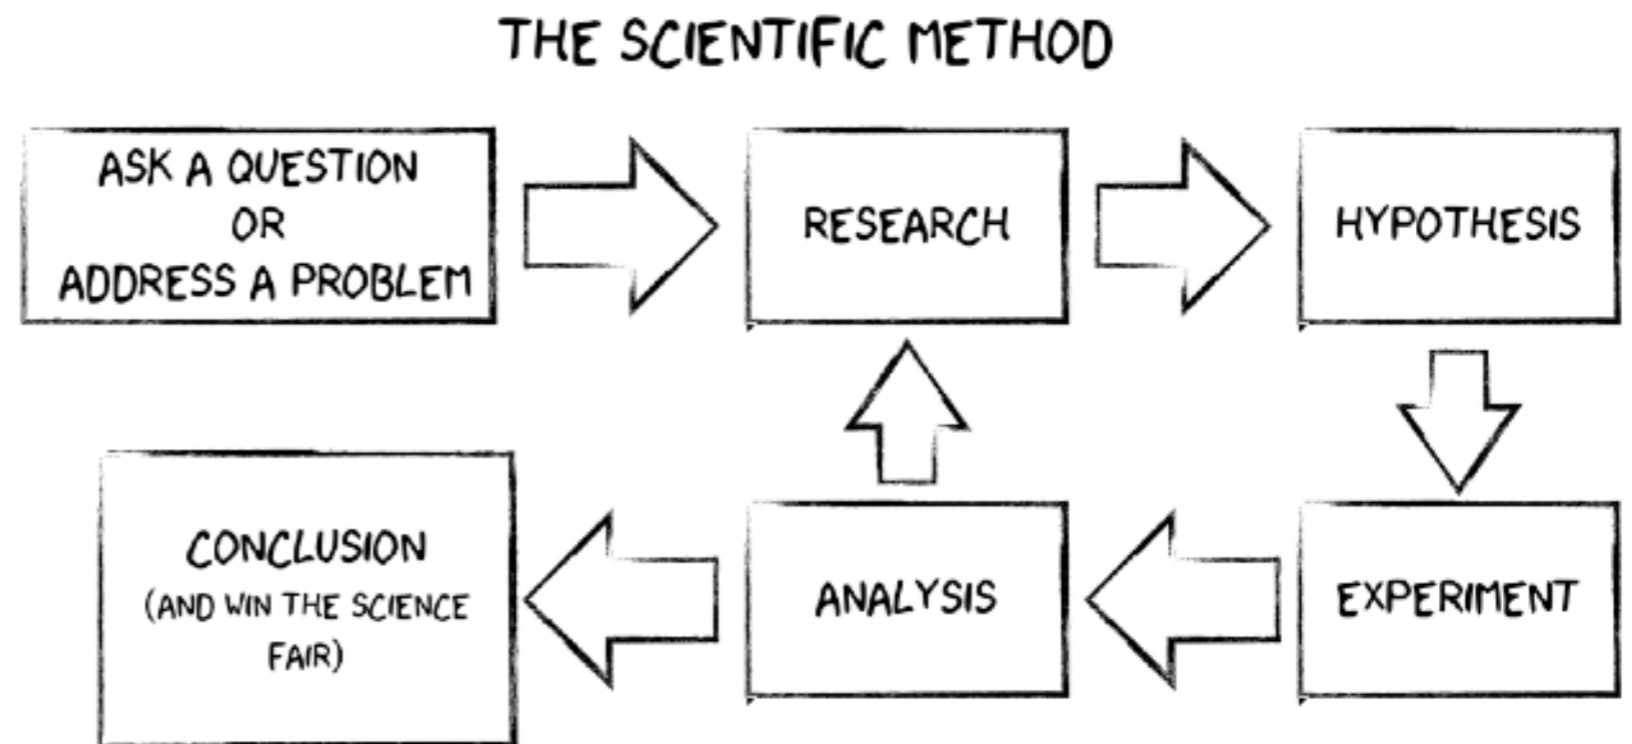 THE SCIENTIFIC METHOD
ASK A QUESTION
OR
ADDRESS A PROBLEM
RESEARCH
HYPOTHESIS
EXPERIMENT
ANALYSIS
CONCLUSION
(AND WIN THE SCIENCE
FAIR)